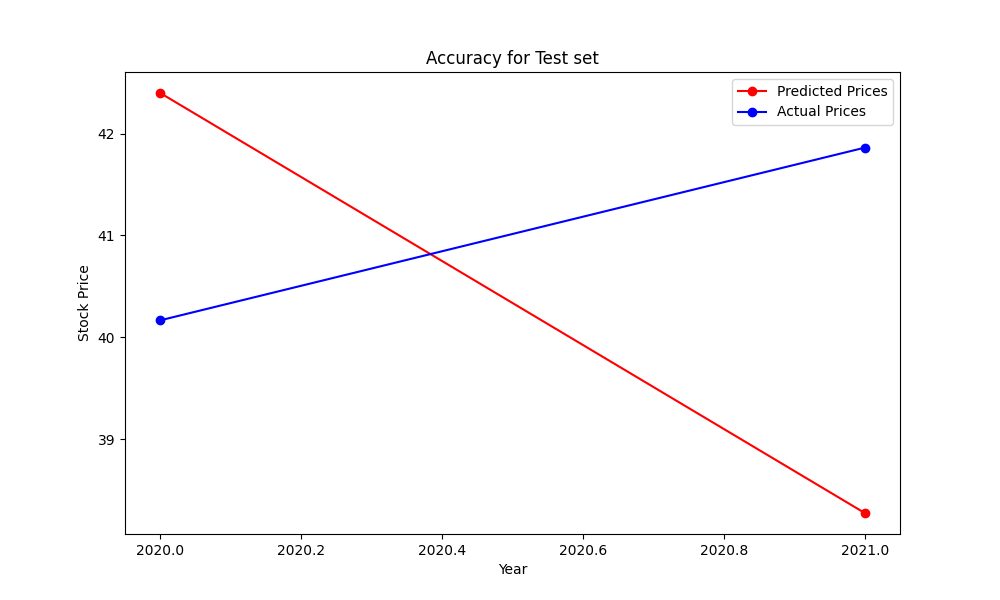 Accuracy for Test set
Predicted Prices
Actual Prices
42
41
40
39
Stock Price
2020.0
2020.2
2020.4
2020.6
2020.8
2021.0
Year